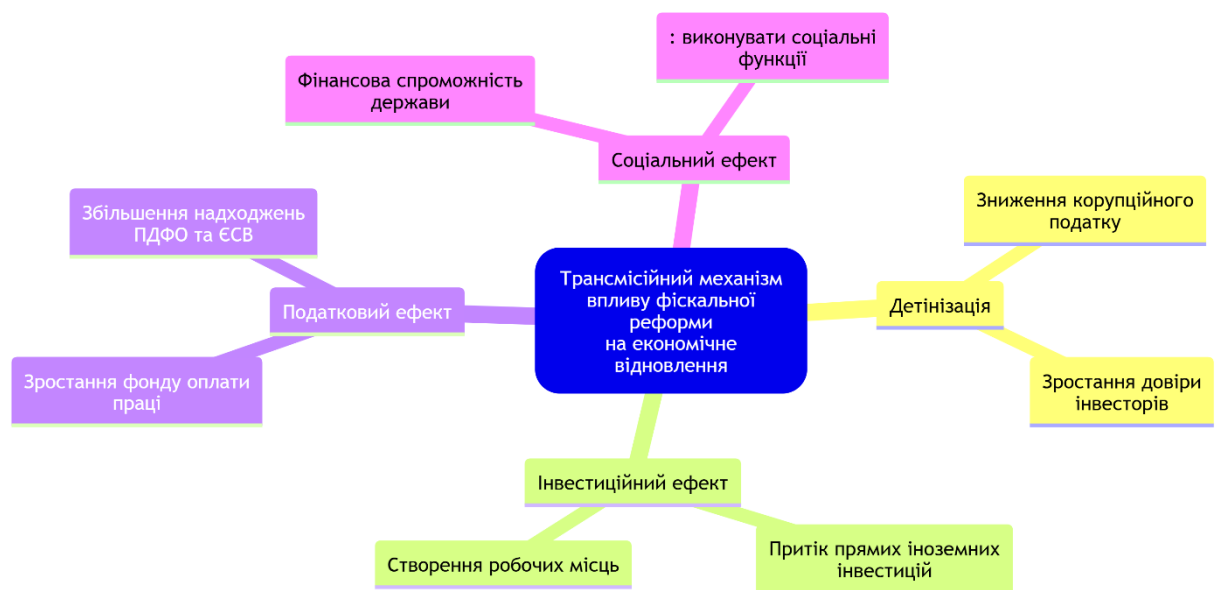 : виконувати соціальні
функції
Фінансова спроможність
держави
Соціальний ефект
Зниження корупційного
податку
Збільшення надходжень
ПДФО та ЄСВ
Трансмісійний механізм
впливу фіскальної
реформи
на економічне
відновлення
Детінізація
Податковий ефект
Зростання довіри
інвесторів
Зростання фонду оплати
праці
Інвестиційний ефект
Створення робочих місць
Притік прямих іноземних
інвестицій